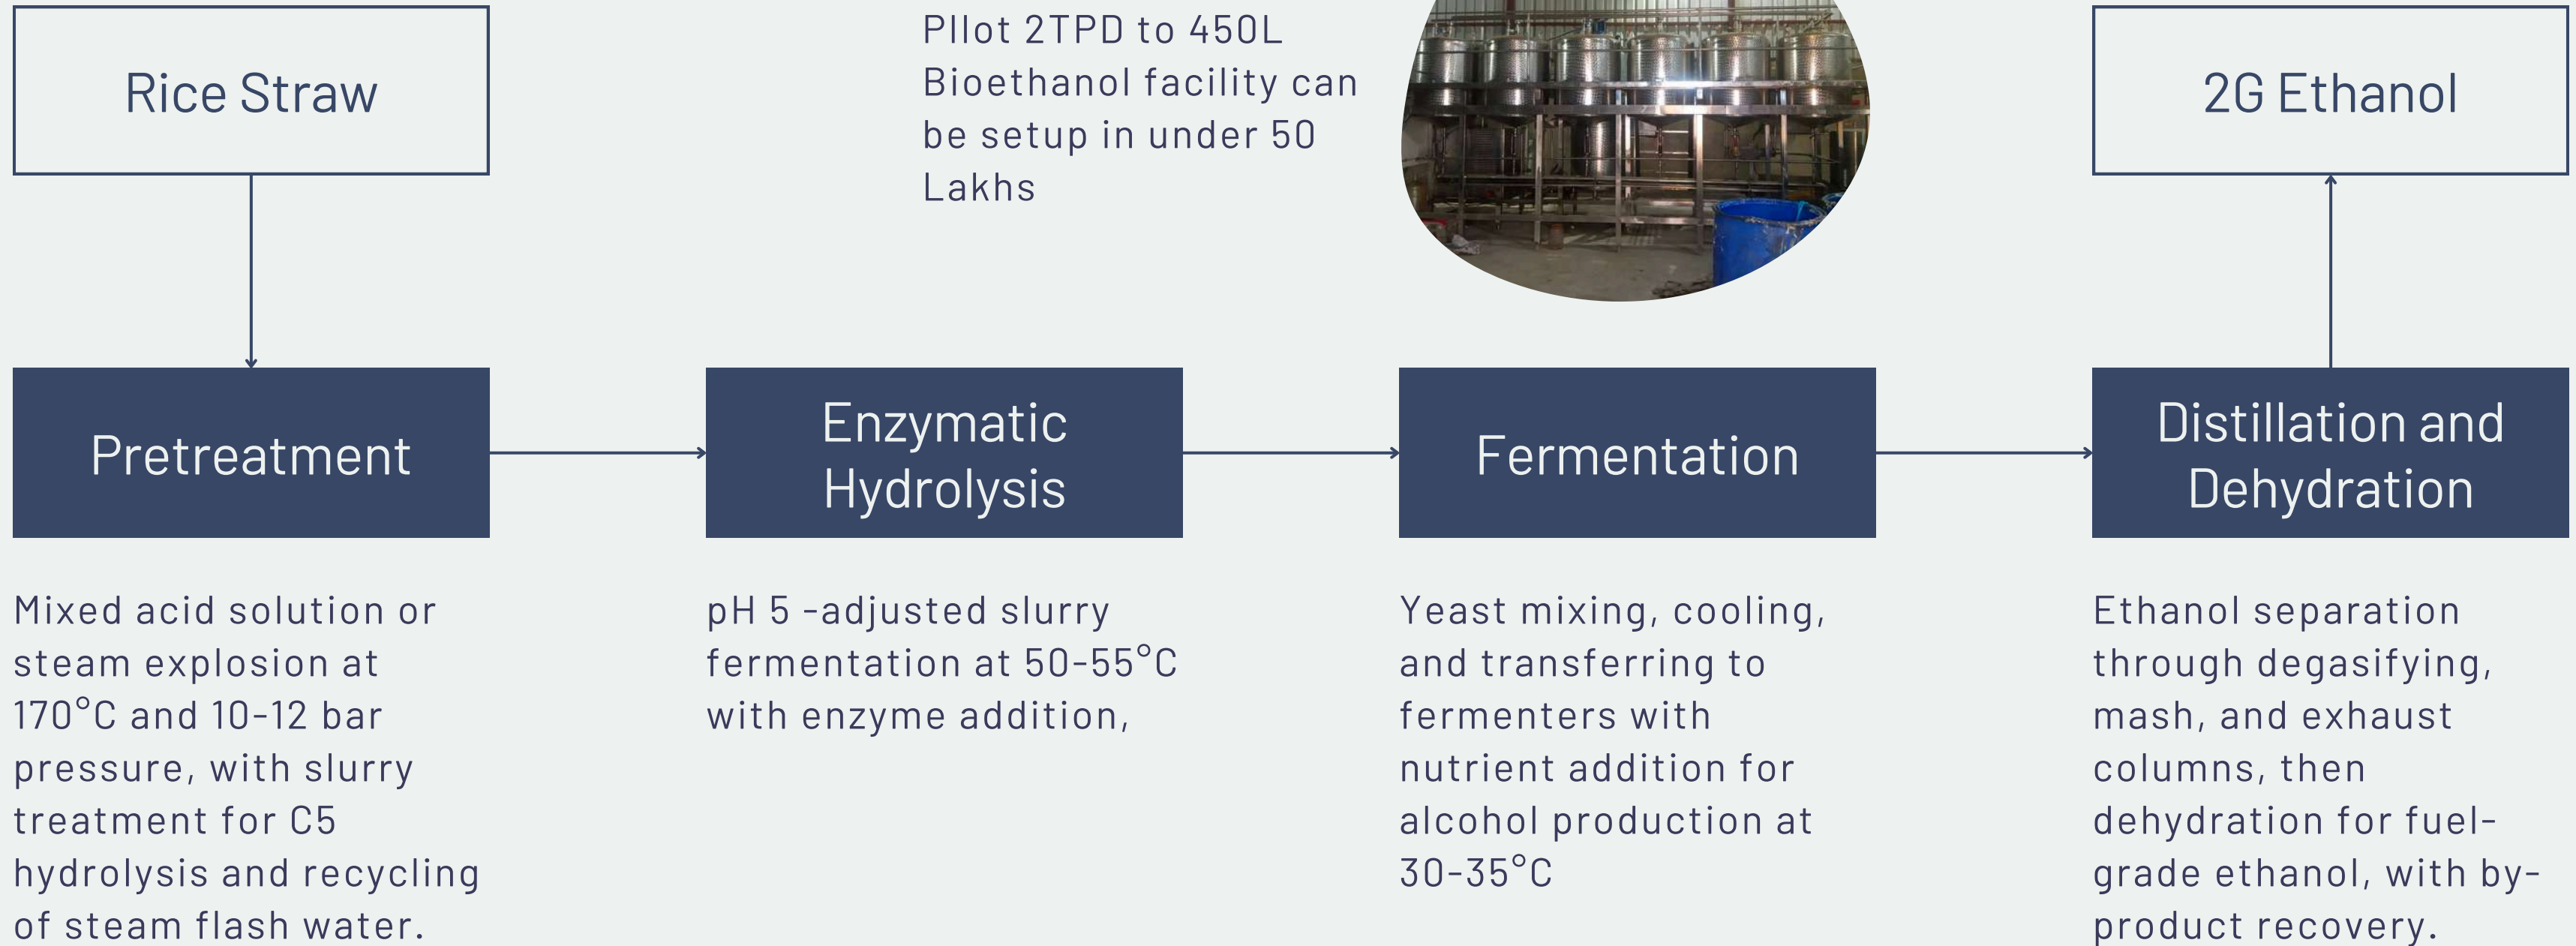 Rice Straw
PIlot 2TPD to 450L
Bioethanol facility can
be setup in under 50
Lakhs
2G Ethanol
Pretreatment
Enzymatic
Hydrolysis
Fermentation
Distillation and
Dehydration
Mixed acid solution or
steam explosion at
170°C and 10-12 bar
pressure, with slurry
treatment for C5
hydrolysis and recycling
of steam flash water.
pH 5 -adjusted slurry
fermentation at 50-55°C
with enzyme addition,
Yeast mixing, cooling,
and transferring to
fermenters with
nutrient addition for
alcohol production at
30-35°C
Ethanol separation
through degasifying,
mash, and exhaust
columns, then
dehydration for fuel-
grade ethanol, with by-
product recovery.